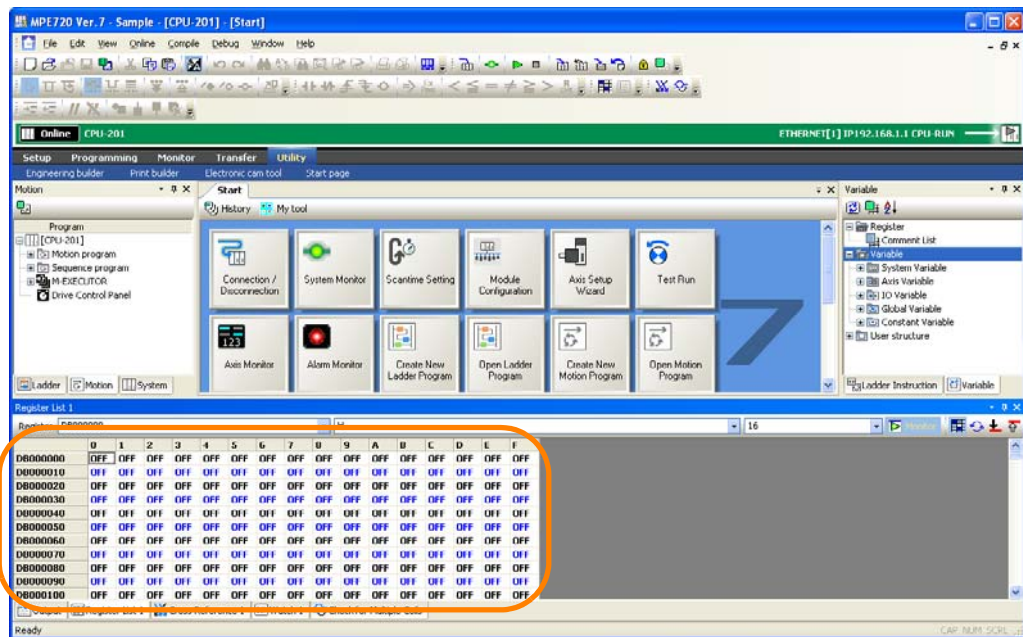 MPE720 Ver. 7 - Sample - [CPU-201] - [Start]
File Edit View Online Compile Debug Window Help
Online CPU-201 ETHERNET[1] IP192.168.1.1 CPU-RUN
Setup Programming Monitor Transfer Utility
Engineering builder Print builder Electronic cam tool Start page
Motion Start Variable
History My tool
Program
[CPU-201]
Motion program
Sequence program
M-EXECUTOR
Drive Control Panel
Connection / Disconnection System Monitor Scantime Setting Module Configuration Axis Setup Wizard Test Run
Axis Monitor Alarm Monitor Create New Ladder Program Open Ladder Program Create New Motion Program Open Motion Program
7
Register
Comment List
Variable
System Variable
Axis Variable
IO Variable
Global Variable
Constant Variable
User structure
Ladder Motion System Ladder Instruction Variable
Register List 1
Register DB000000 16 Monitor
0 1 2 3 4 5 6 7 8 9 A B C D E F
DB000000 OFF OFF OFF OFF OFF OFF OFF OFF OFF OFF OFF OFF OFF OFF OFF OFF
DB000010 OFF OFF OFF OFF OFF OFF OFF OFF OFF OFF OFF OFF OFF OFF OFF OFF
DB000020 OFF OFF OFF OFF OFF OFF OFF OFF OFF OFF OFF OFF OFF OFF OFF OFF
DB000030 OFF OFF OFF OFF OFF OFF OFF OFF OFF OFF OFF OFF OFF OFF OFF OFF
DB000040 OFF OFF OFF OFF OFF OFF OFF OFF OFF OFF OFF OFF OFF OFF OFF OFF
DB000050 OFF OFF OFF OFF OFF OFF OFF OFF OFF OFF OFF OFF OFF OFF OFF OFF
DB000060 OFF OFF OFF OFF OFF OFF OFF OFF OFF OFF OFF OFF OFF OFF OFF OFF
DB000070 OFF OFF OFF OFF OFF OFF OFF OFF OFF OFF OFF OFF OFF OFF OFF OFF
DB000080 OFF OFF OFF OFF OFF OFF OFF OFF OFF OFF OFF OFF OFF OFF OFF OFF
DB000090 OFF OFF OFF OFF OFF OFF OFF OFF OFF OFF OFF OFF OFF OFF OFF OFF
DB000100 OFF OFF OFF OFF OFF OFF OFF OFF OFF OFF OFF OFF OFF OFF OFF OFF
Ready CAP NUM SCRL